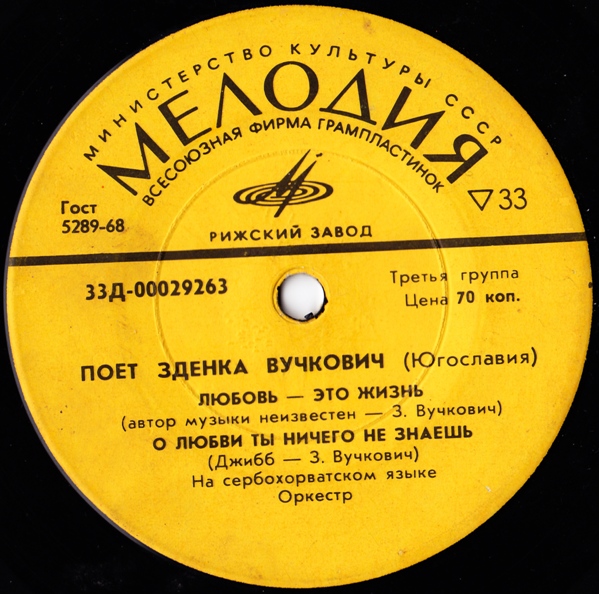 МИНИСТЕРСТВО КУЛЬТУРЫ СССР
МЕЛОДИЯ
ВСЕСОЮЗНАЯ ФИРМА ГРАМПЛАСТИНОК
Гост
5289-68
33
РИЖСКИЙ ЗАВОД
33Д-00029263
Третья группа
Цена 70 коп.
ПОЕТ ЗДЕНКА ВУЧКОВИЧ (Югославия)
ЛЮБОВЬ — ЭТО ЖИЗНЬ
(автор музыки неизвестен — З. Вучкович)
О ЛЮБВИ ТЫ НИЧЕГО НЕ ЗНАЕШЬ
(Джибб — З. Вучкович)
На сербохорватском языке
Оркестр